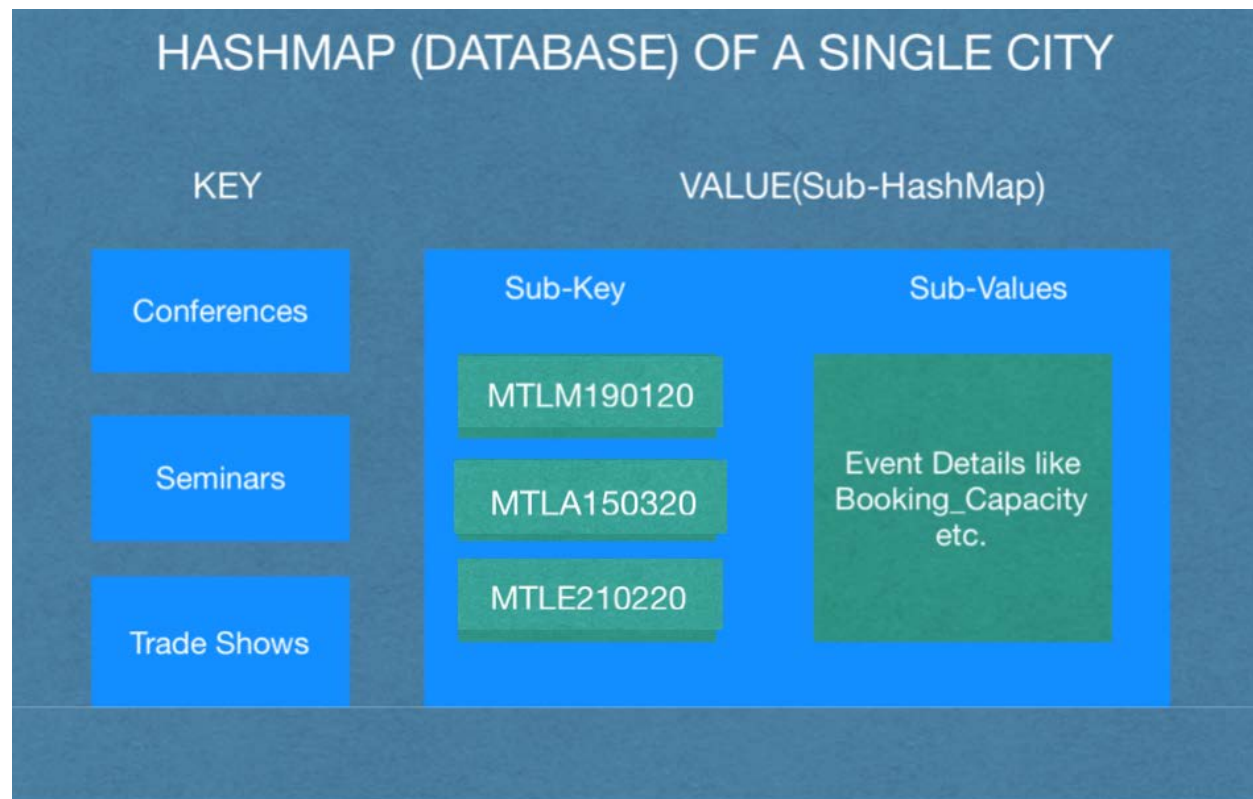 HASHMAP (DATABASE) OF A SINGLE CITY
KEY
VALUE(Sub-HashMap)
Conferences
Seminars
Trade Shows
Sub-Key
Sub-Values
MTLM190120
MTLA150320
MTLE210220
Event Details like
Booking_Capacity
etc.